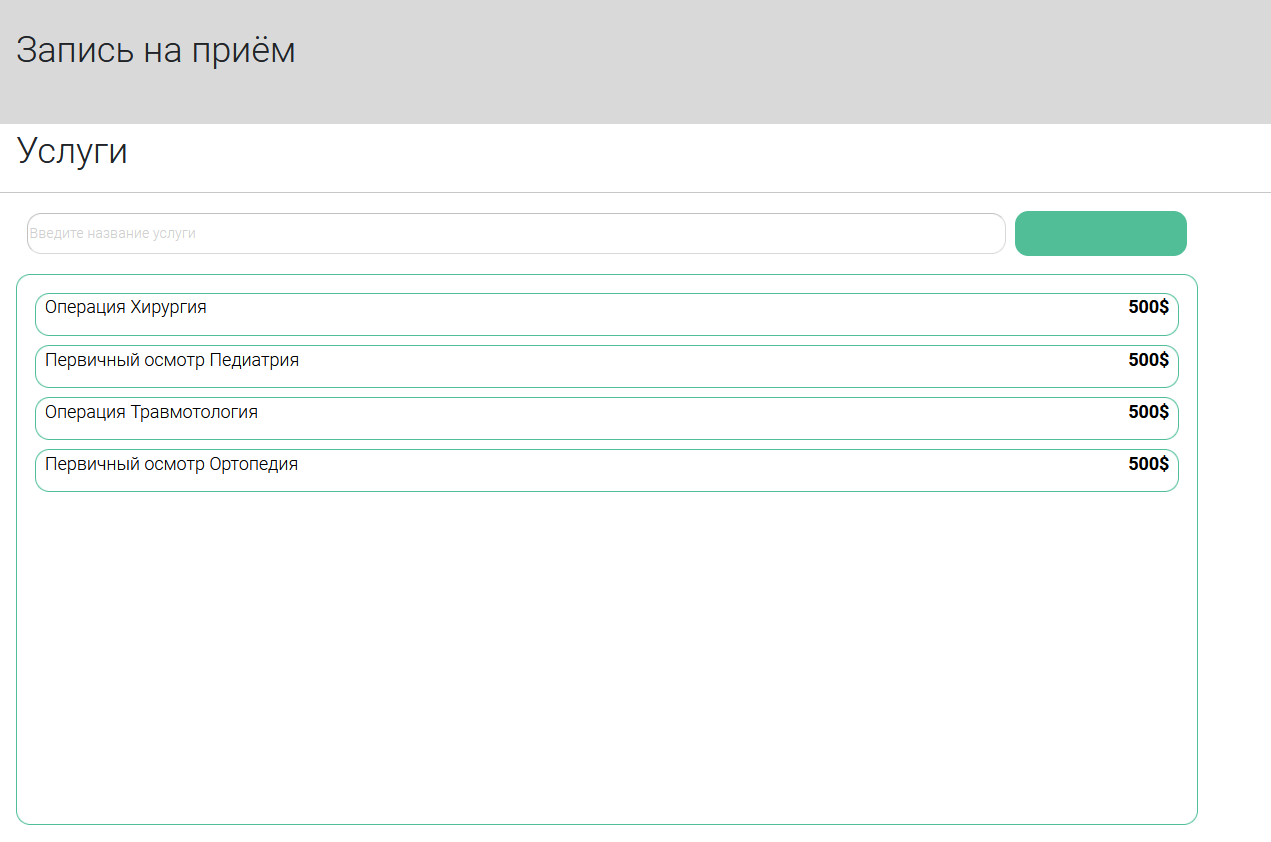 Запись на приём
Услуги
Введите название услуги
Операция Хирургия 500$
Первичный осмотр Педиатрия 500$
Операция Травмотология 500$
Первичный осмотр Ортопедия 500$